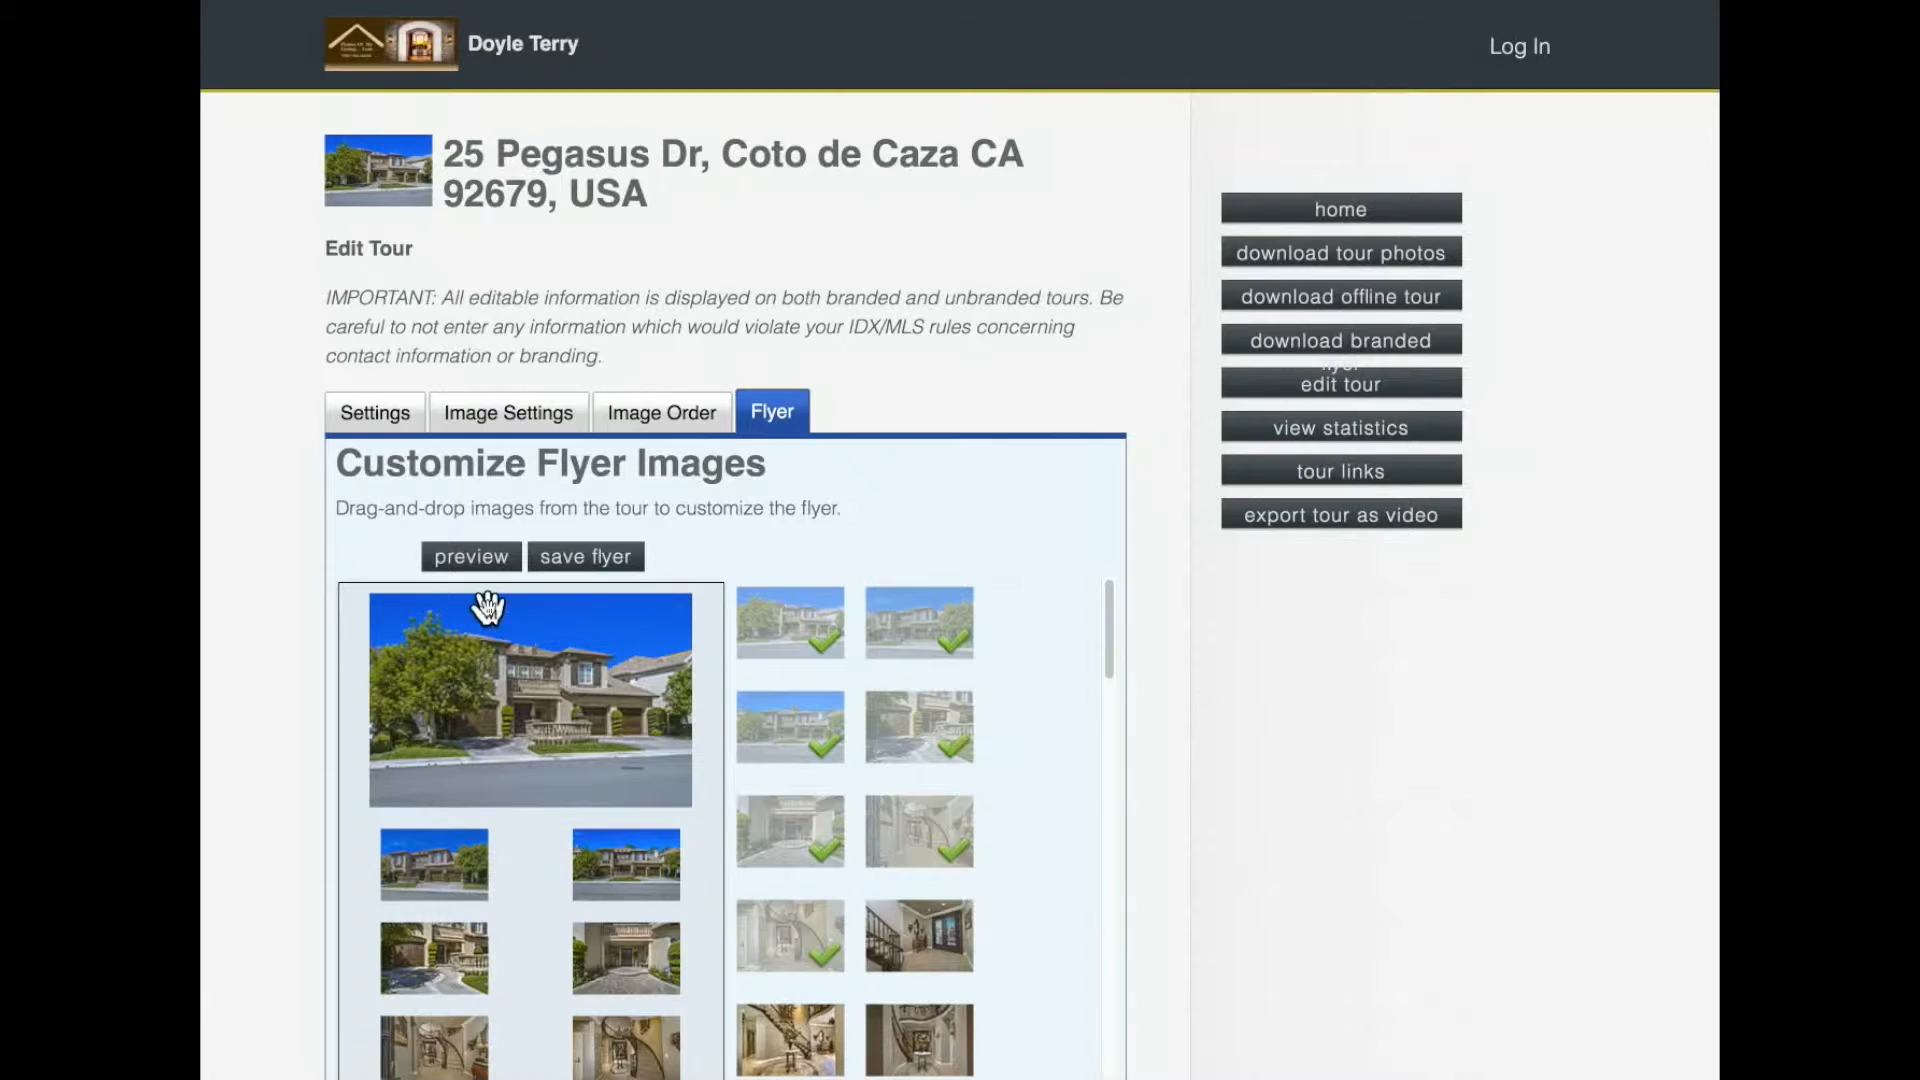 Doyle Terry
Log In
25 Pegasus Dr, Coto de Caza CA
92679, USA
Edit Tour
IMPORTANT: All editable information is displayed on both branded and unbranded tours. Be
careful to not enter any information which would violate your IDX/MLS rules concerning
contact information or branding.
Settings
Image Settings
Image Order
Flyer
Customize Flyer Images
Drag-and-drop images from the tour to customize the flyer.
preview
save flyer
home
download tour photos
download offline tour
download branded
flyer
edit tour
view statistics
tour links
export tour as video